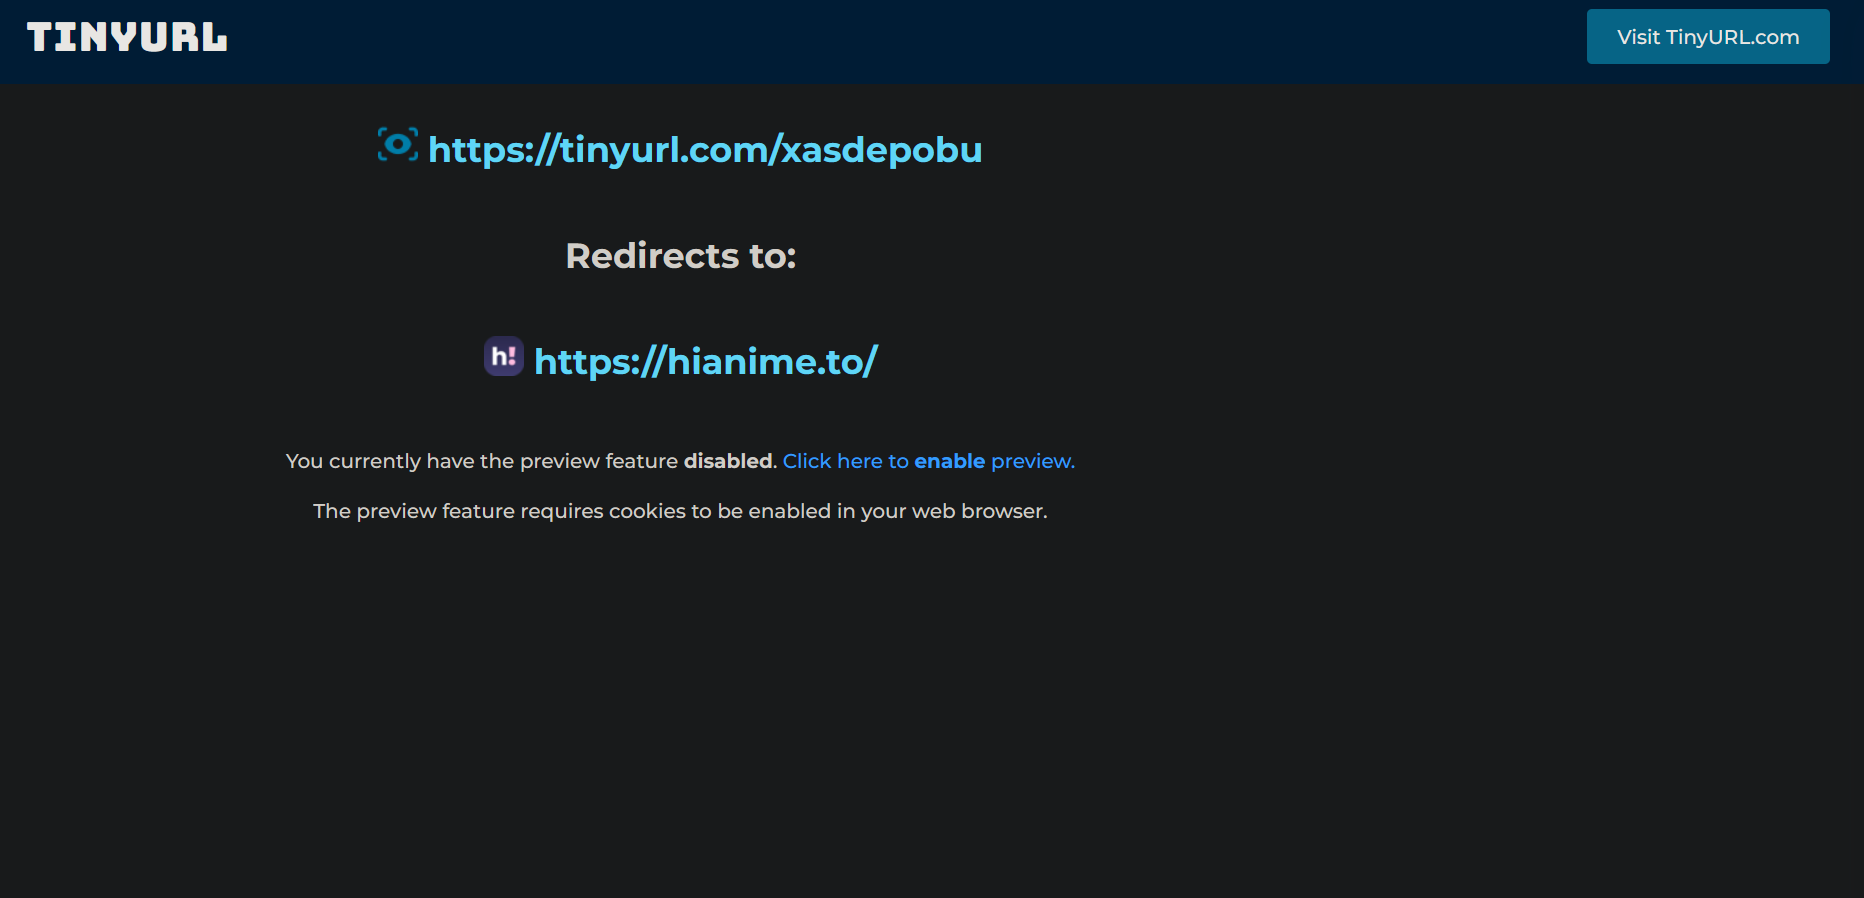 TINYURL
Visit TinyURL.com
https://tinyurl.com/xasdepobu
Redirects to:
h! https://hianime.to/
You currently have the preview feature disabled. Click here to enable preview.
The preview feature requires cookies to be enabled in your web browser.